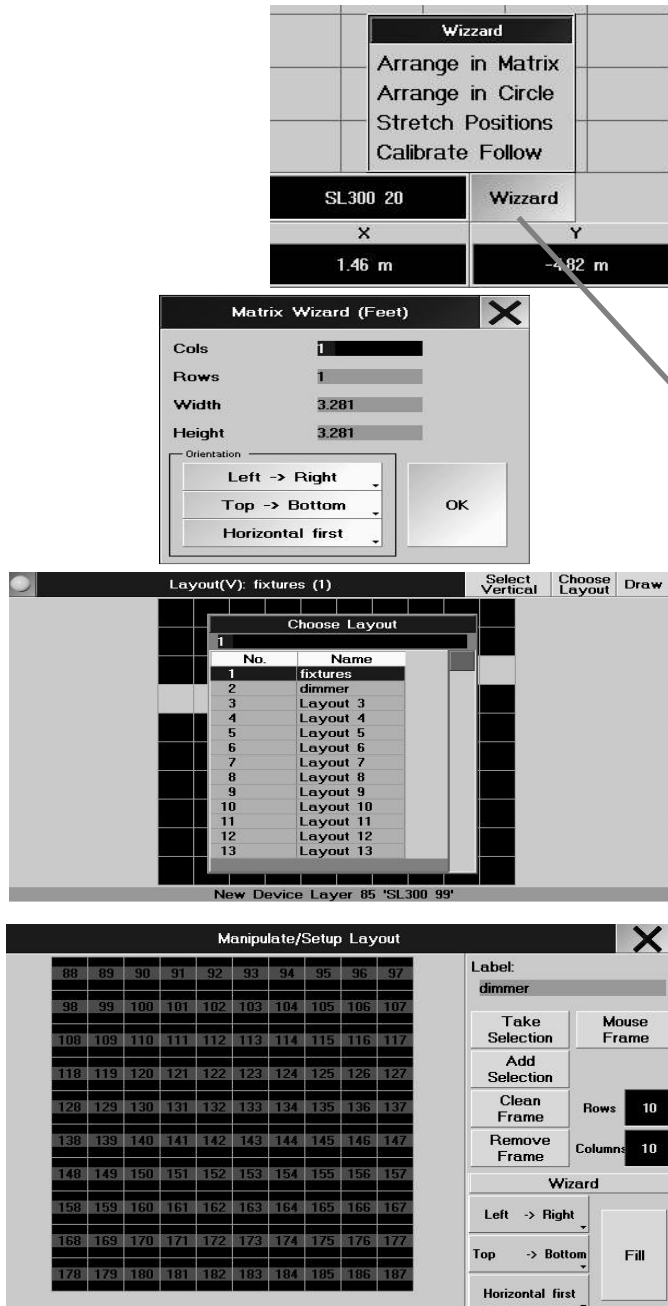 Wizzard
Arrange in Matrix
Arrange in Circle
Stretch Positions
Calibrate Follow
SL300 20 Wizzard
X Y
1.46 m -4.82 m
Matrix Wizard (Feet)
Cols 1
Rows 1
Width 3.281
Height 3.281
Orientation
Left -> Right
Top -> Bottom
Horizontal first
OK
Layout(V): fixtures (1) Select Vertical Choose Layout Draw
Choose Layout
1
No. Name
1 fixtures
2 dimmer
3 Layout 3
4 Layout 4
5 Layout 5
6 Layout 6
7 Layout 7
8 Layout 8
9 Layout 9
10 Layout 10
11 Layout 11
12 Layout 12
13 Layout 13
New Device Layer 85 'SL300 99'
Manipulate/Setup Layout
88 89 90 91 92 93 94 95 96 97
98 99 100 101 102 103 104 105 106 107
108 109 110 111 112 113 114 115 116 117
118 119 120 121 122 123 124 125 126 127
128 129 130 131 132 133 134 135 136 137
138 139 140 141 142 143 144 145 146 147
148 149 150 151 152 153 154 155 156 157
158 159 160 161 162 163 164 165 166 167
168 169 170 171 172 173 174 175 176 177
178 179 180 181 182 183 184 185 186 187
Label:
dimmer
Take Selection
Mouse Frame
Add Selection
Clean Frame
Rows 10
Remove Frame
Columns 10
Wizard
Left -> Right
Top -> Bottom
Horizontal first
Fill